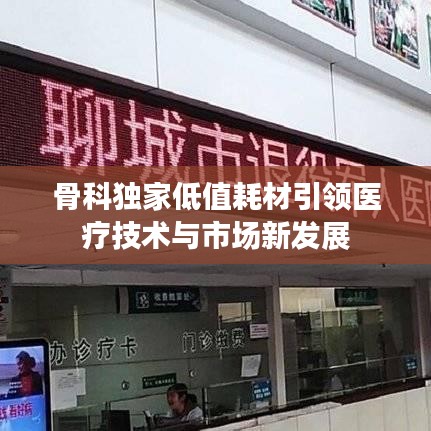 聊城市退役军人医
骨科独家低值耗材引领医
疗技术与市场新发展
收费健康处
办诊疗卡
门诊缴费